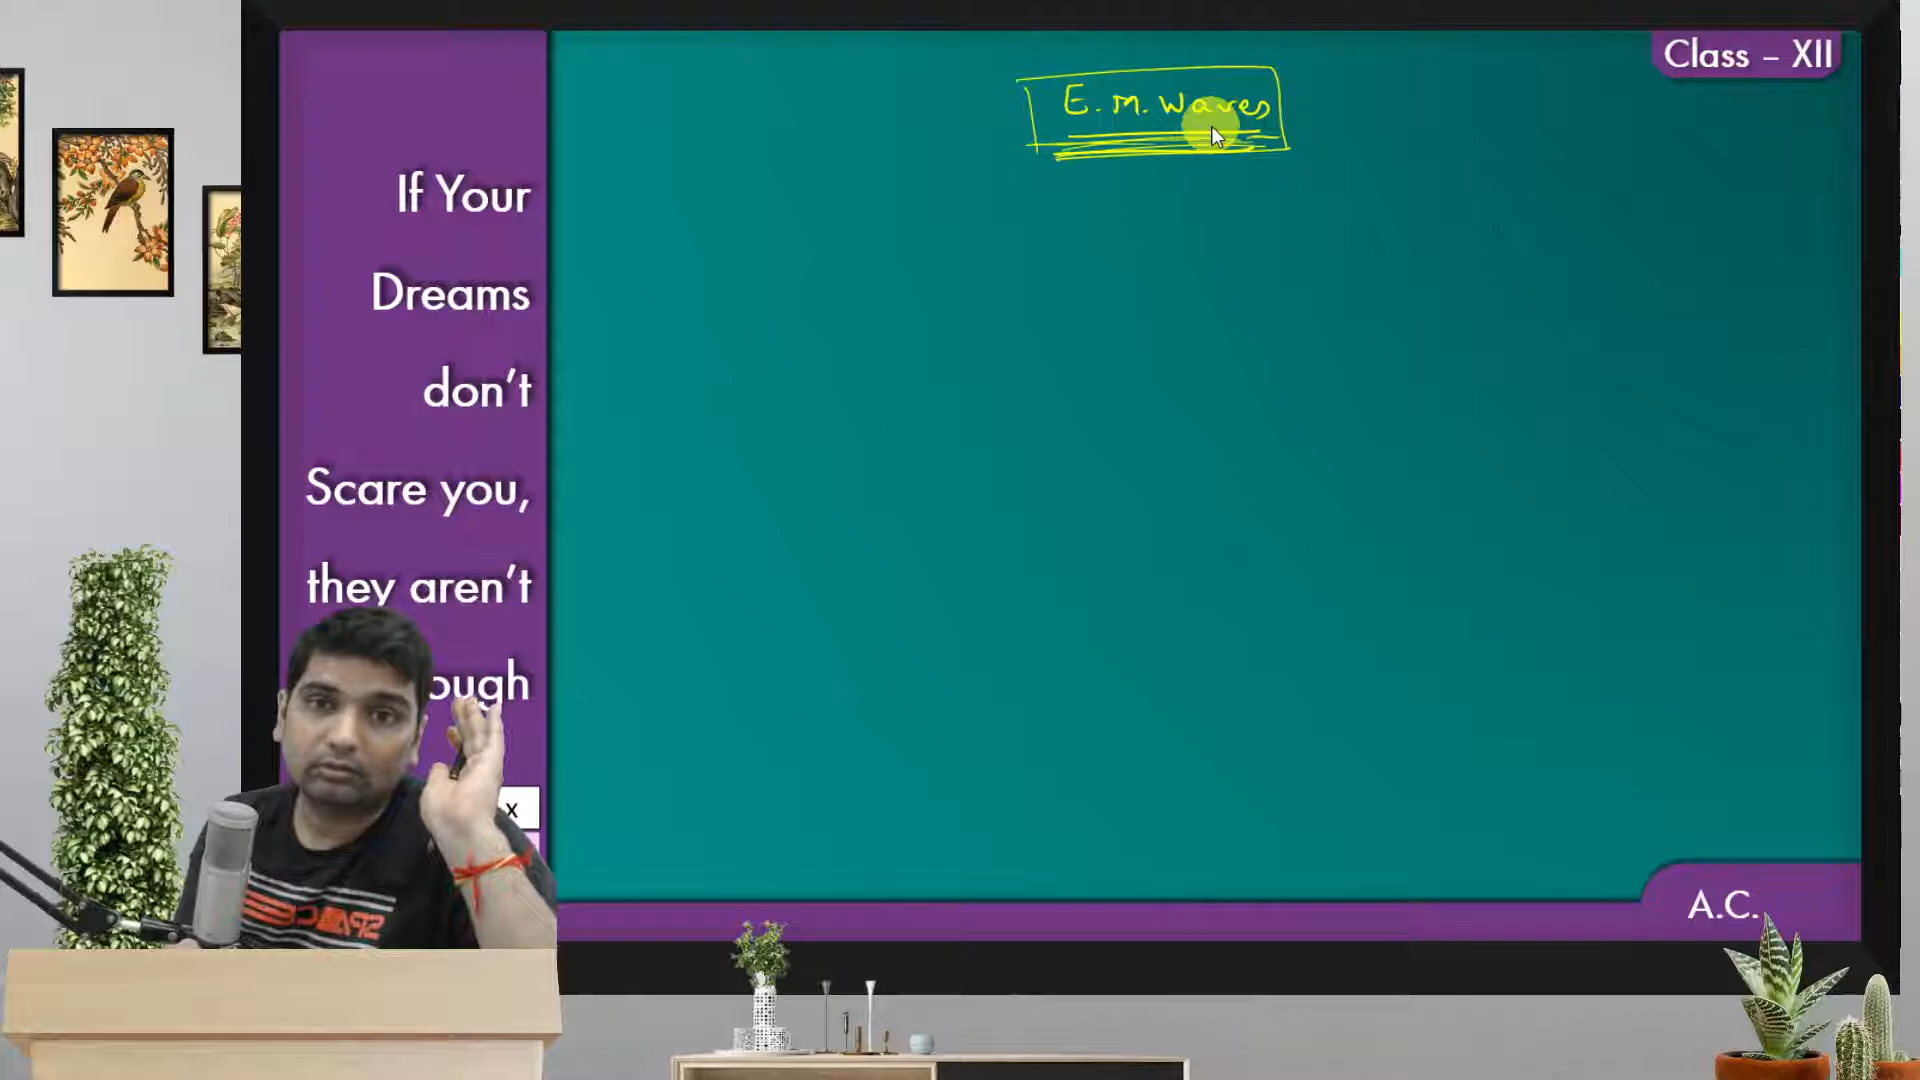 Class – XII
E.M. Waves
If Your
Dreams
don't
Scare you,
they aren't
ough
x
A.C.